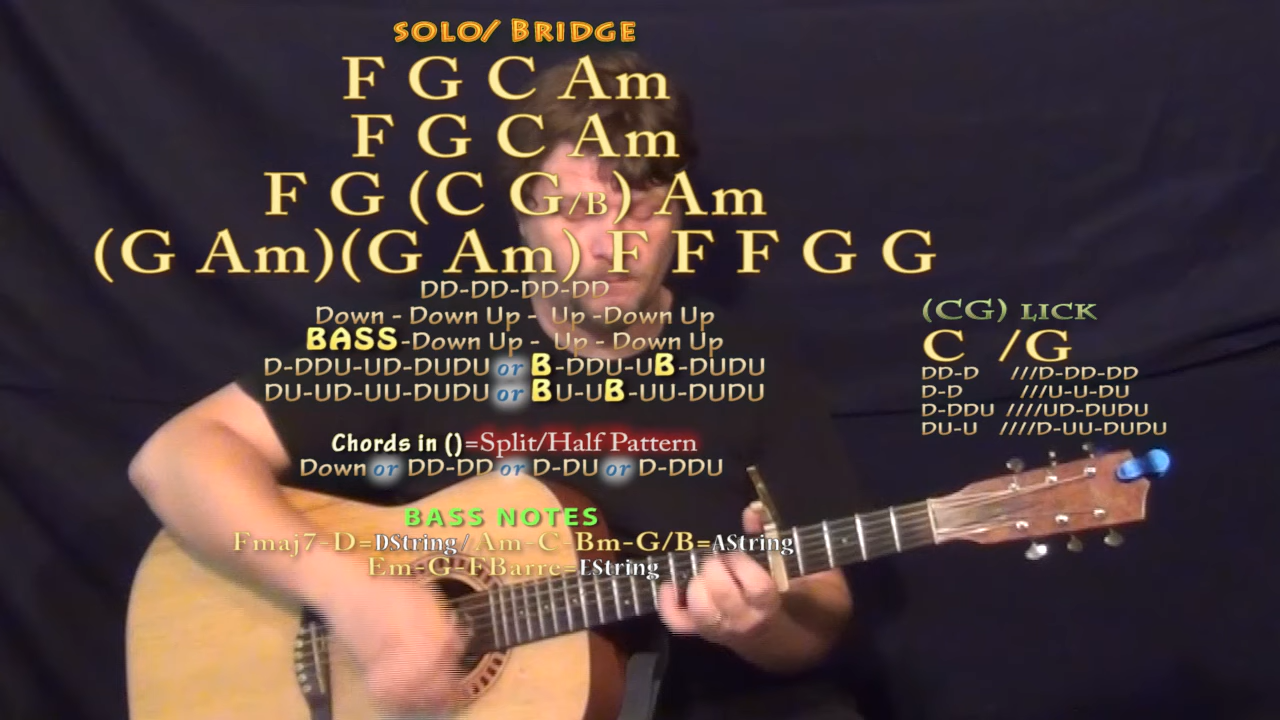 SOLO/ BRIDGE
F G C Am
F G C Am
F G (C G/B) Am
(G Am)(G Am) F F F G G
DD-DD-DD-DD
Down - Down Up - Up -Down Up
BASS-Down Up - Up - Down Up
D-DDU-UD-DUDU or B-DDU-UB-DUDU
DU-UD-UU-DUDU or BU-UB-UU-DUDU
Chords in ()=Split/Half Pattern
Down or DD-DD or D-DU or D-DDU
BASS NOTES
Fmaj7-D=DString/Am-C-Bm-G/B=AString
Em-G-FBarre=EString
(CG) LICK
C /G
DD-D ///D-DD-DD
D-D ///U-U-DU
D-DDU ////UD-DUDU
DU-U ////D-UU-DUDU